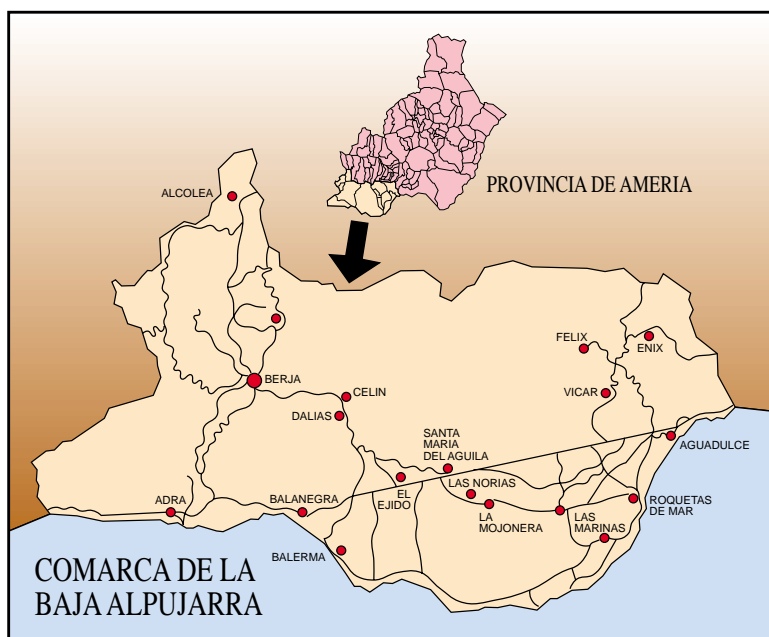 PROVINCIA DE AMERIA
ALCOLEA
FELIX
ENIX
BERJA
CELIN
VICAR
DALIAS
SANTA
MARIA
DEL AGUILA
AGUADULCE
LAS NORIAS
EL
EJIDO
ADRA
BALANEGRA
LA
MOJONERA
LAS
MARINAS
ROQUETAS
DE MAR
BALERMA
COMARCA DE LA
BAJA ALPUJARRA